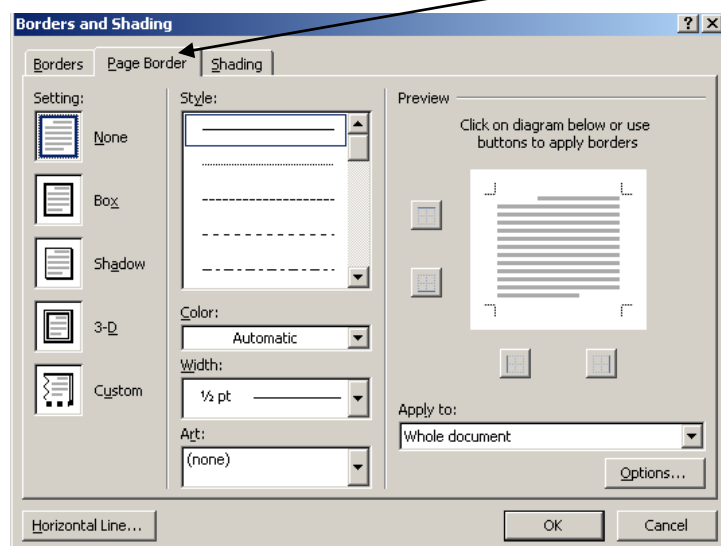 Borders and Shading
Borders Page Border Shading
Setting:
None
Box
Shadow
3-D
Custom
Style:
Color:
Automatic
Width:
½ pt
Art:
(none)
Preview
Click on diagram below or use
buttons to apply borders
Apply to:
Whole document
Options...
Horizontal Line...
OK
Cancel